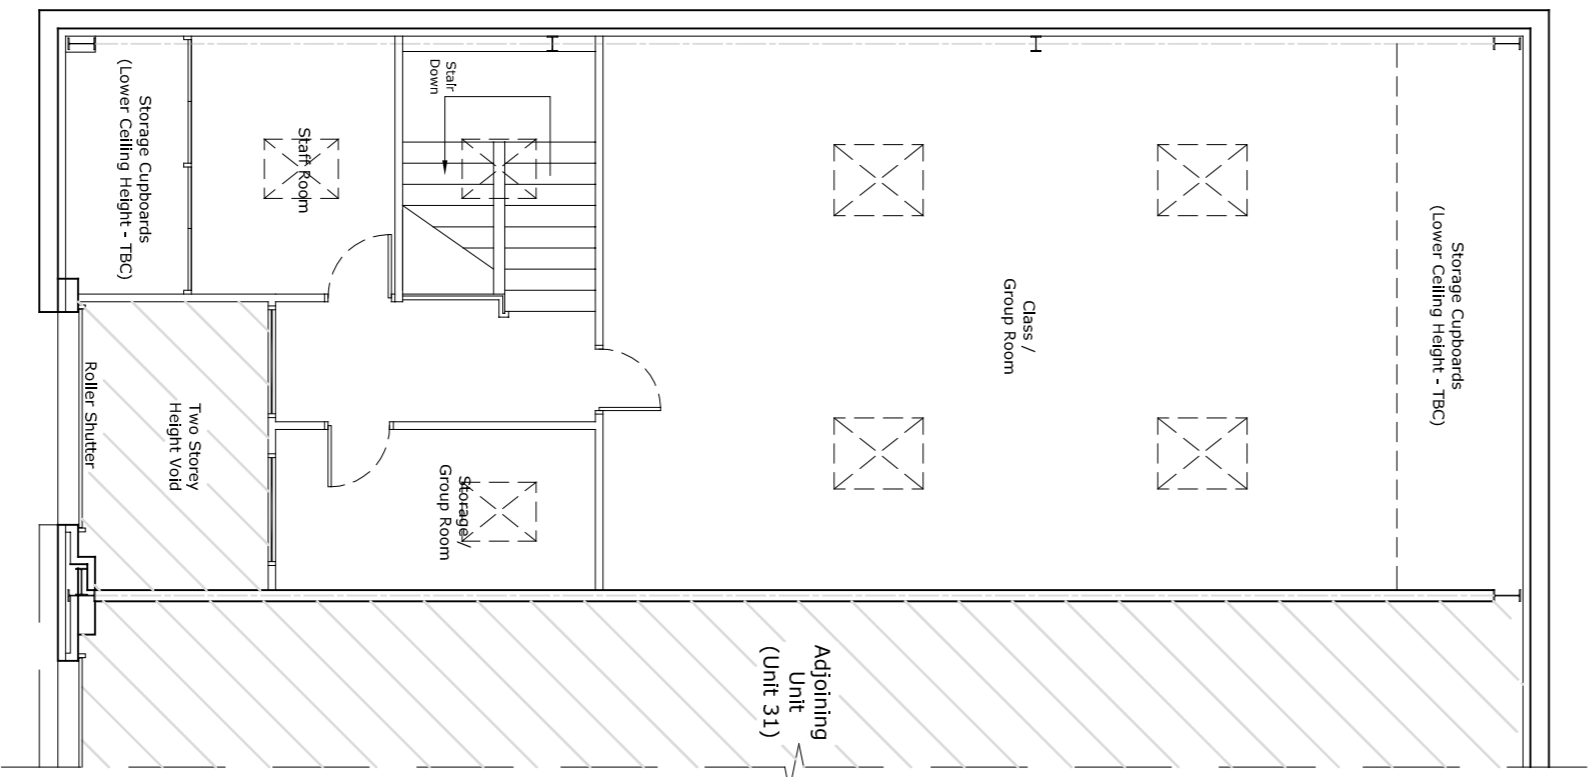 Storage Cupboards
(Lower Ceiling Height - TBC)
Staff Room
Stair
Down
Class /
Group Room
Storage Cupboards
(Lower Ceiling Height - TBC)
Roller Shutter
Two Storey
Height Void
Storage /
Group Room
Adjoining
Unit
(Unit 31)